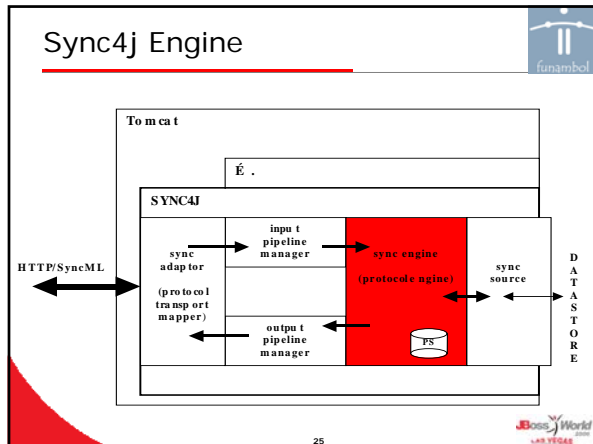 Sync4j Engine
funambol
Tomcat
É .
SYNC4J
HTTP/SyncML
sync
adaptor
(protocol
transport
mapper)
input
pipeline
manager
output
pipeline
manager
sync engine
(protocole ngine)
PS
sync
source
DATASTORE
25
JBoss World
LAS VEGAS